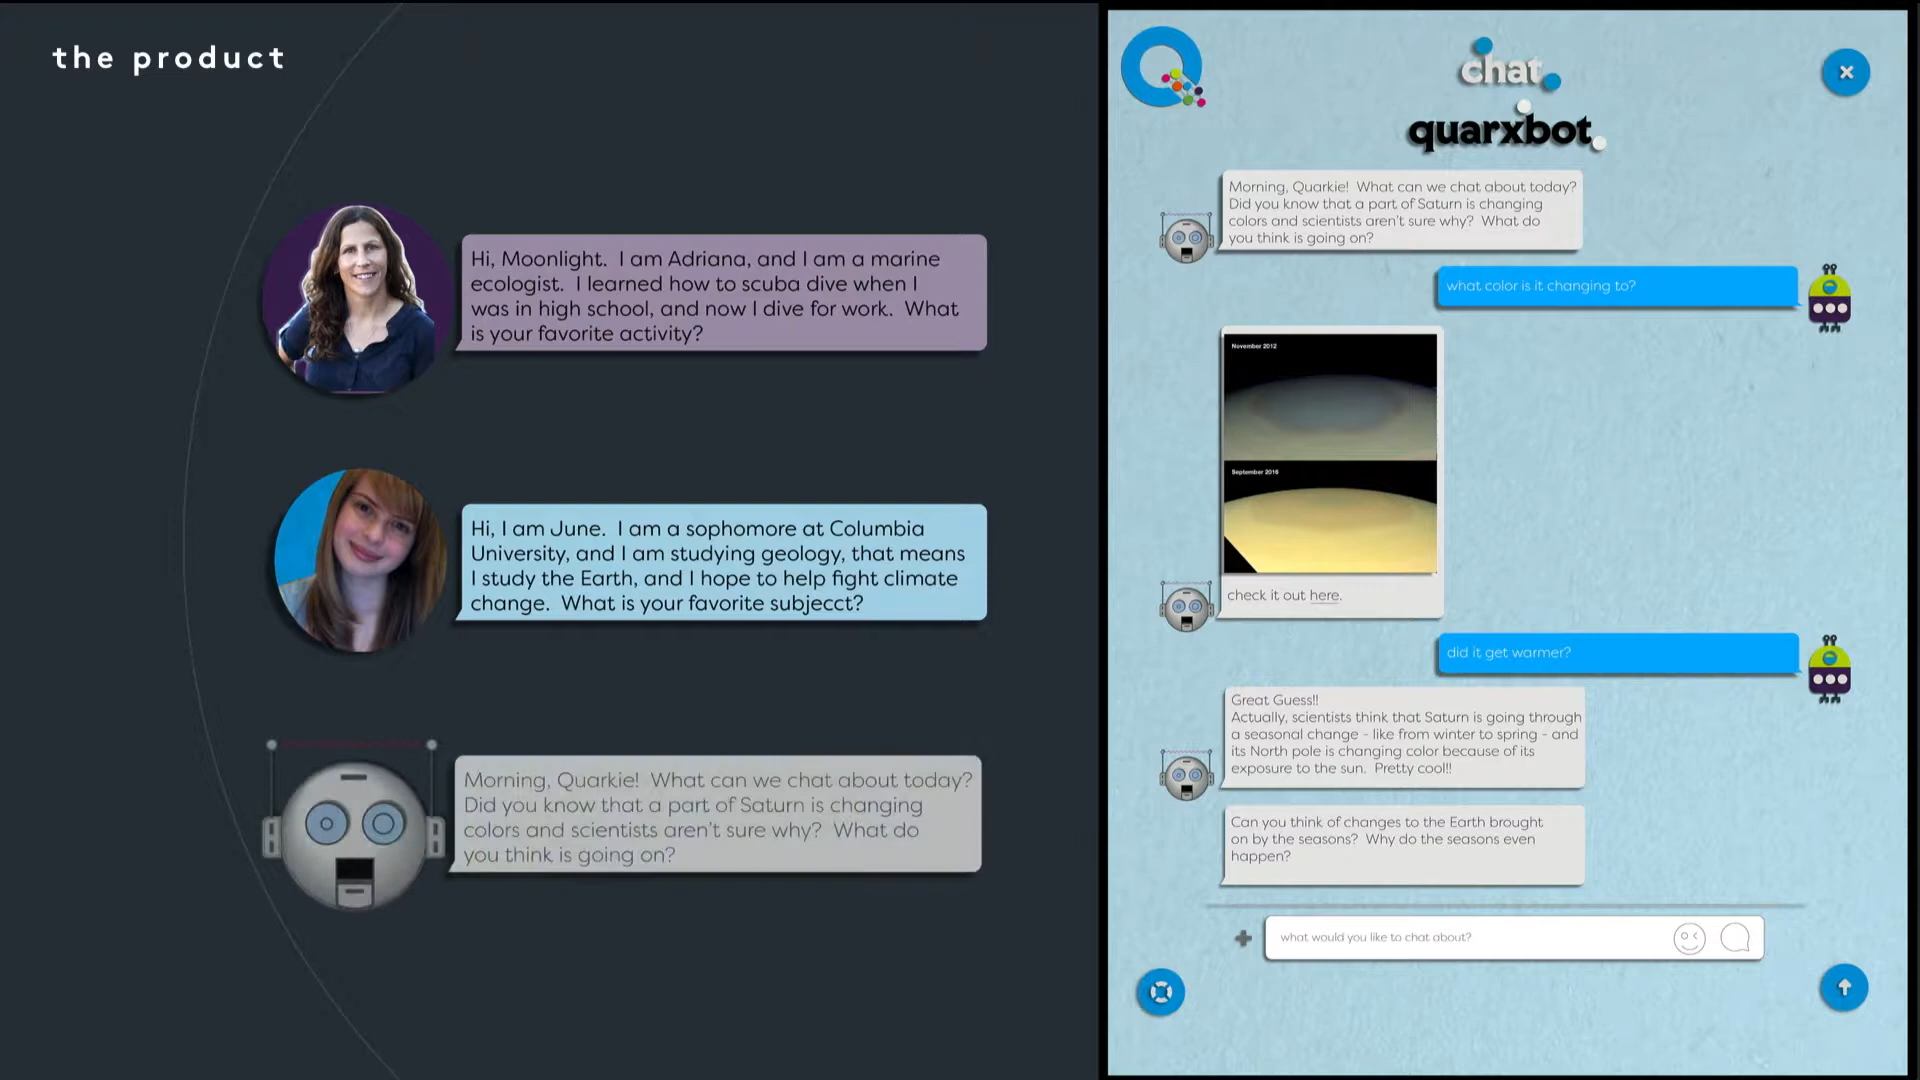 the product
Hi, Moonlight. I am Adriana, and I am a marine
ecologist. I learned how to scuba dive when I
was in high school, and now I dive for work. What
is your favorite activity?
Hi, I am June. I am a sophomore at Columbia
University, and I am studying geology, that means
I study the Earth, and I hope to help fight climate
change. What is your favorite subjecct?
Morning, Quarkie! What can we chat about today?
Did you know that a part of Saturn is changing
colors and scientists aren't sure why? What do
you think is going on?
chat
quarxbot
Morning, Quarkie! What can we chat about today?
Did you know that a part of Saturn is changing
colors and scientists aren't sure why? What do
you think is going on?
what color is it changing to?
November 2012
September 2016
check it out here.
did it get warmer?
Great Guess!!
Actually, scientists think that Saturn is going through
a seasonal change - like from winter to spring - and
its North pole is changing color because of its
exposure to the sun. Pretty cool!!
Can you think of changes to the Earth brought
on by the seasons? Why do the seasons even
happen?
what would you like to chat about?